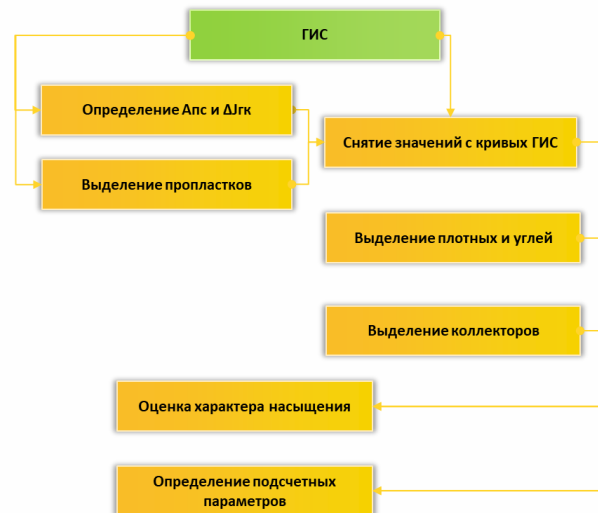 ГИС
Определение Апс и ΔJгк
Снятие значений с кривых ГИС
Выделение пропластков
Выделение плотных и углей
Выделение коллекторов
Оценка характера насыщения
Определение подсчетных
параметров